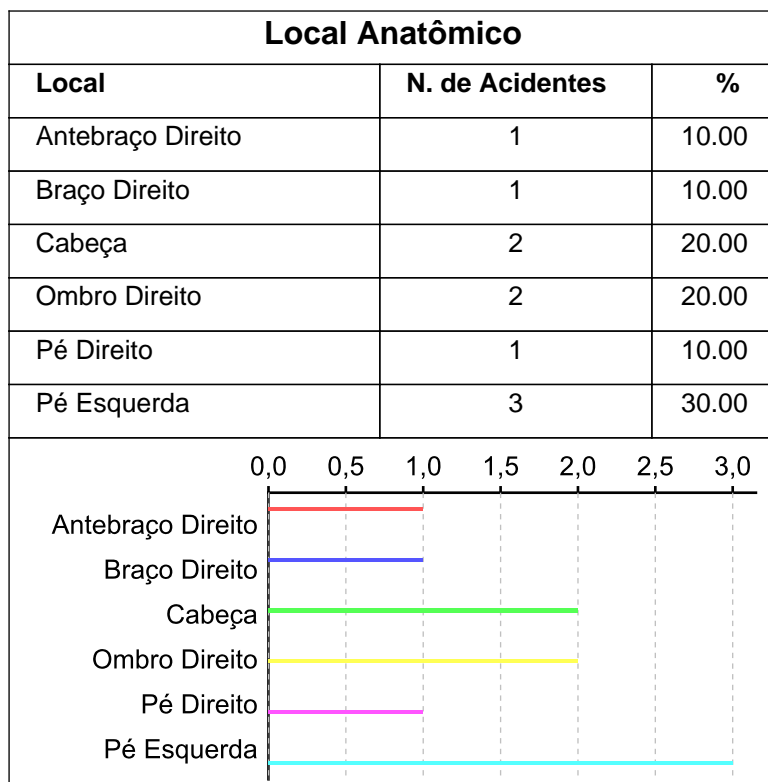 Local Anatômico
Local N. de Acidentes %
Antebraço Direito 1 10.00
Braço Direito 1 10.00
Cabeça 2 20.00
Ombro Direito 2 20.00
Pé Direito 1 10.00
Pé Esquerda 3 30.00
0,0 0,5 1,0 1,5 2,0 2,5 3,0
Antebraço Direito
Braço Direito
Cabeça
Ombro Direito
Pé Direito
Pé Esquerda